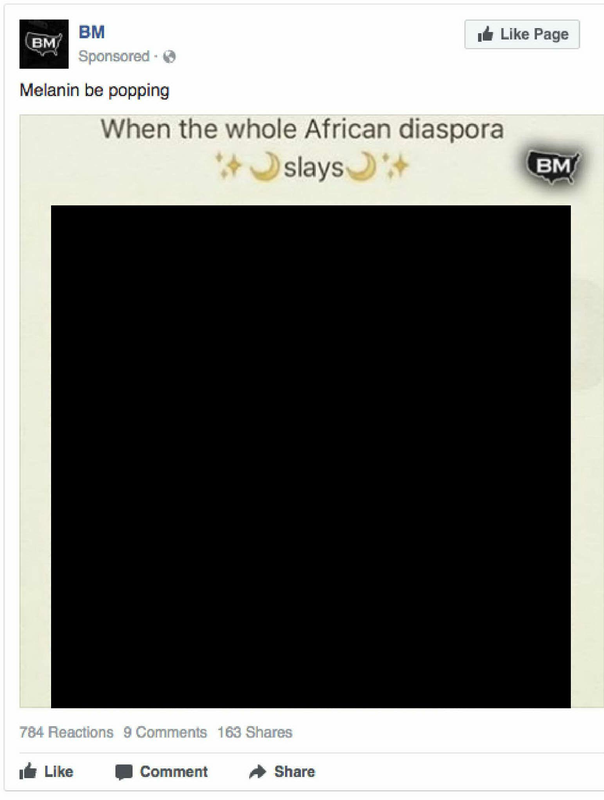 BM
BM
Like Page
Sponsored ·
Melanin be popping
When the whole African diaspora
✨🌙slays🌙✨
BM
784 Reactions 9 Comments 163 Shares
Like Comment Share